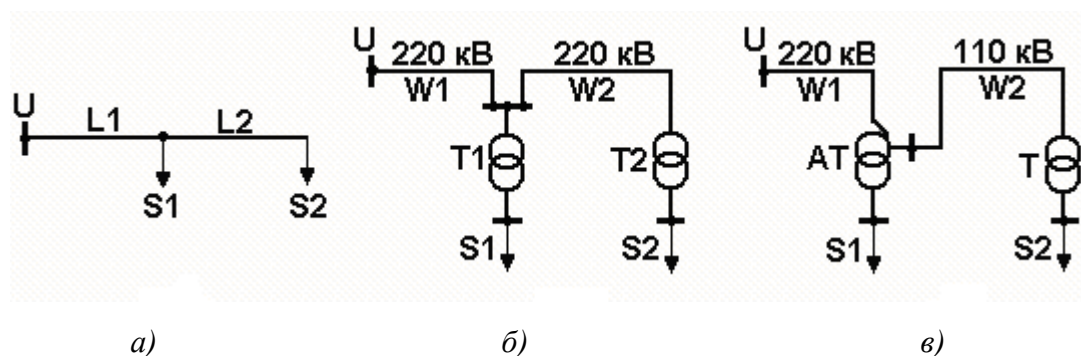 U
L1 L2
S1 S2
а)
U
220 кВ 220 кВ
W1 W2
T1 T2
S1 S2
б)
U
220 кВ 110 кВ
W1 W2
AT T
S1 S2
в)